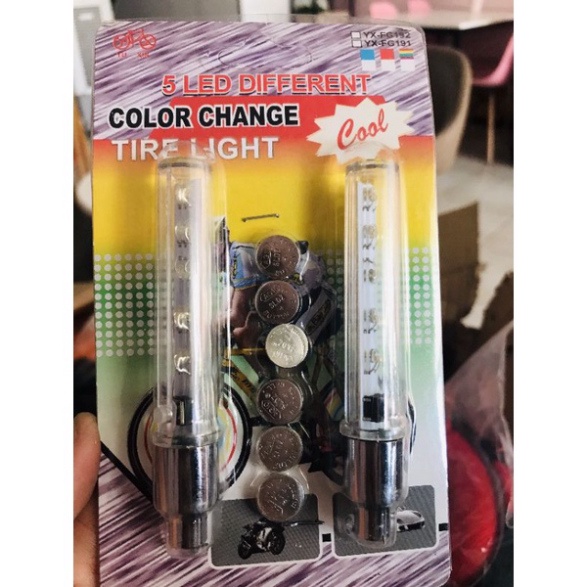 YX-FG192
YX-FG191
5 LED DIFFERENT
COLOR CHANGE
Cool
TIRE LIGHT